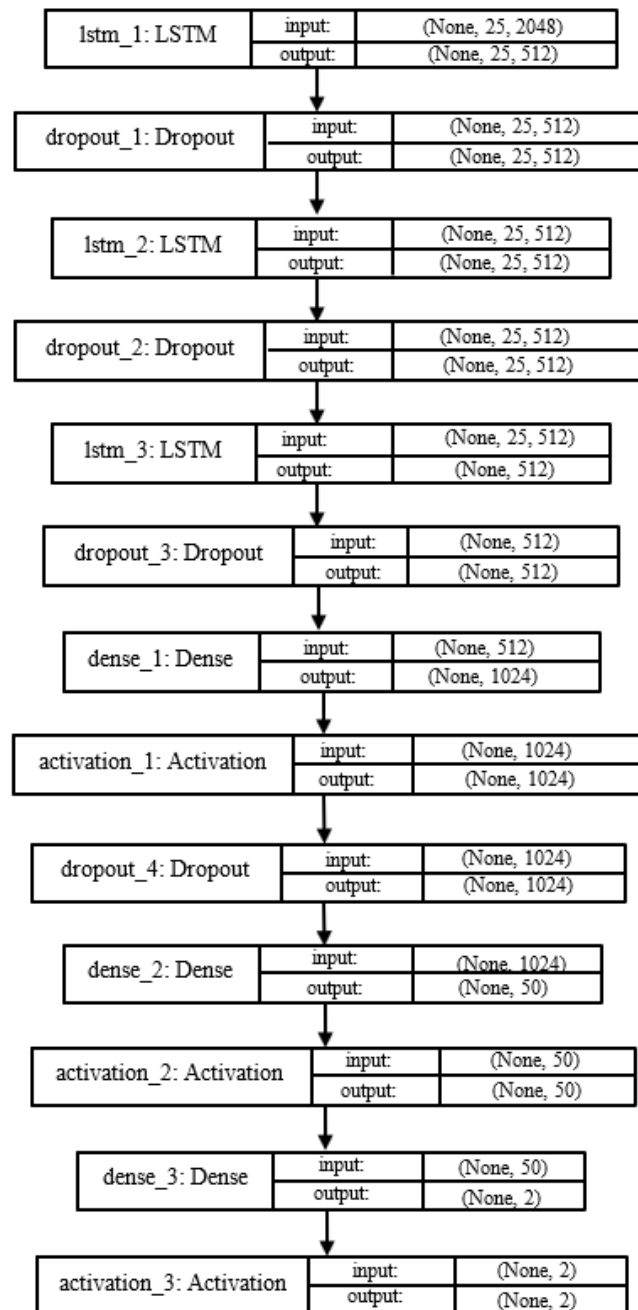 lstm_1: LSTM
input: (None, 25, 2048)
output: (None, 25, 512)
dropout_1: Dropout
input: (None, 25, 512)
output: (None, 25, 512)
lstm_2: LSTM
input: (None, 25, 512)
output: (None, 25, 512)
dropout_2: Dropout
input: (None, 25, 512)
output: (None, 25, 512)
lstm_3: LSTM
input: (None, 25, 512)
output: (None, 512)
dropout_3: Dropout
input: (None, 512)
output: (None, 512)
dense_1: Dense
input: (None, 512)
output: (None, 1024)
activation_1: Activation
input: (None, 1024)
output: (None, 1024)
dropout_4: Dropout
input: (None, 1024)
output: (None, 1024)
dense_2: Dense
input: (None, 1024)
output: (None, 50)
activation_2: Activation
input: (None, 50)
output: (None, 50)
dense_3: Dense
input: (None, 50)
output: (None, 2)
activation_3: Activation
input: (None, 2)
output: (None, 2)